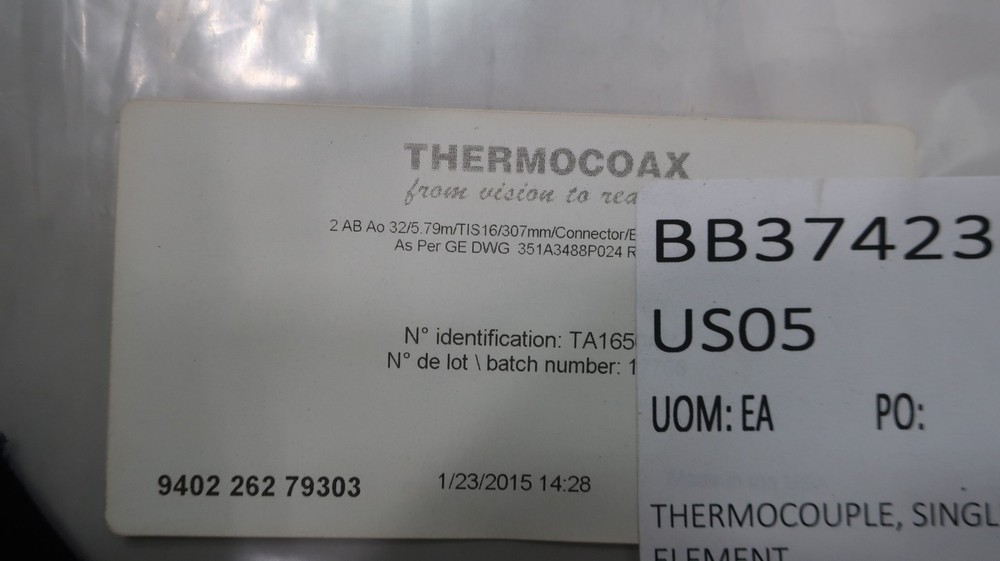 THERMOCOAX
from vision to
2 AB Ao 32/5.79m/TIS16/307mm/Connector/E
As Per GE DWG 351A3488P024 R
N° identification: TA165
N° de lot \ batch number: 1
9402 262 79303
1/23/2015 14:28
BB37423
US05
UOM: EA
PO:
THERMOCOUPLE, SINGL
ELEMENT